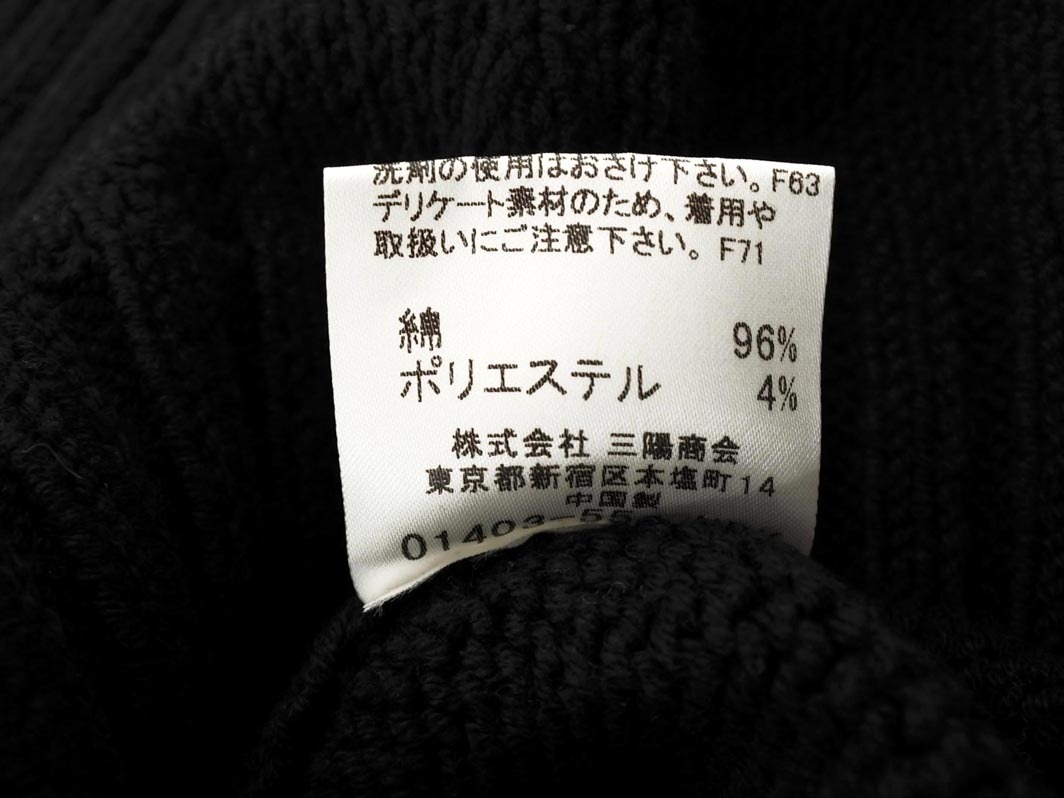 洗剤の使用はおさけ下さい。F63
デリケート素材のため、着用や
取扱いにご注意下さい。F71
綿 96%
ポリエステル 4%
株式会社 三陽商会
東京都新宿区本塩町14
中国製
01403-55